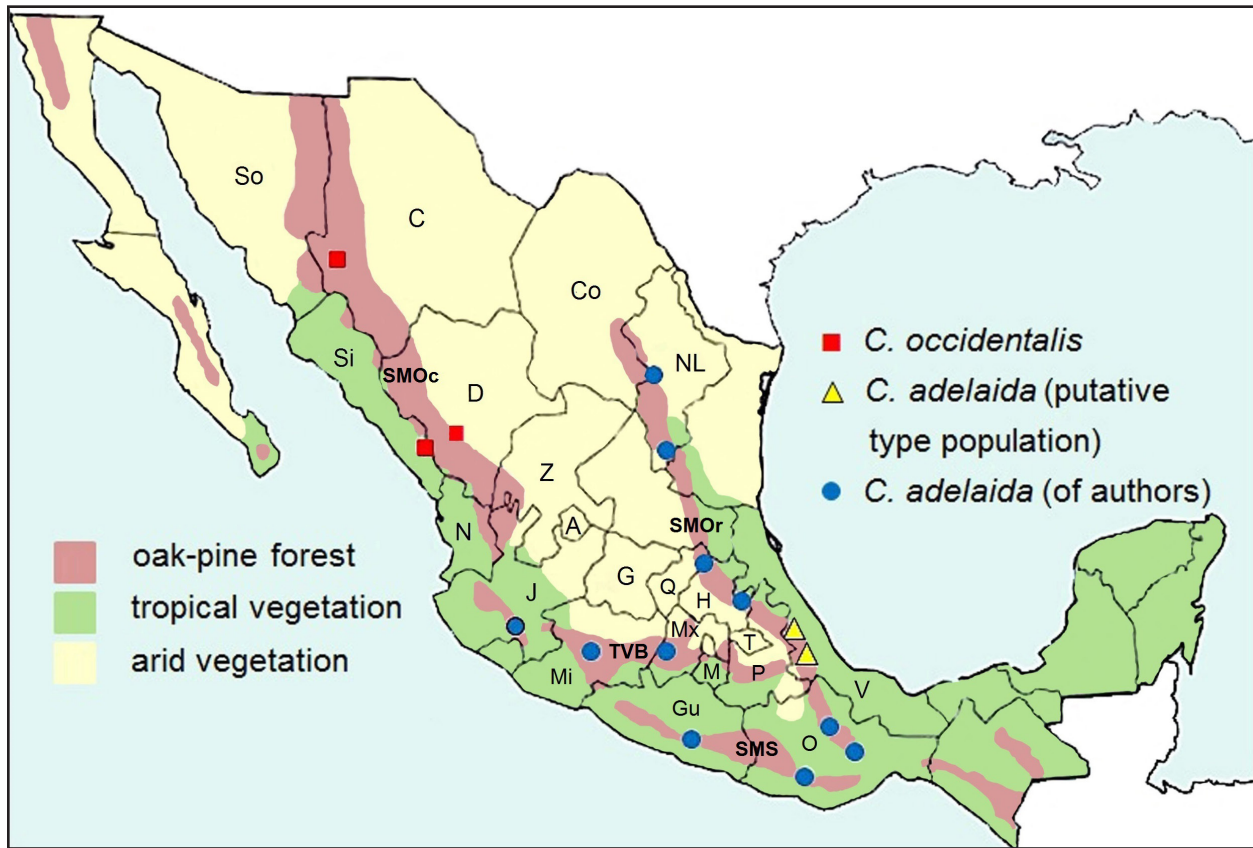 So
C
Co
NL
Si
SMOc
D
Z
A
N
SMOr
J
G
Q
H
Mx
T
TVB
M
P
Mi
V
Gu
SMS
O
C. occidentalis
C. adelaida (putative
type population)
C. adelaida (of authors)
oak-pine forest
tropical vegetation
arid vegetation